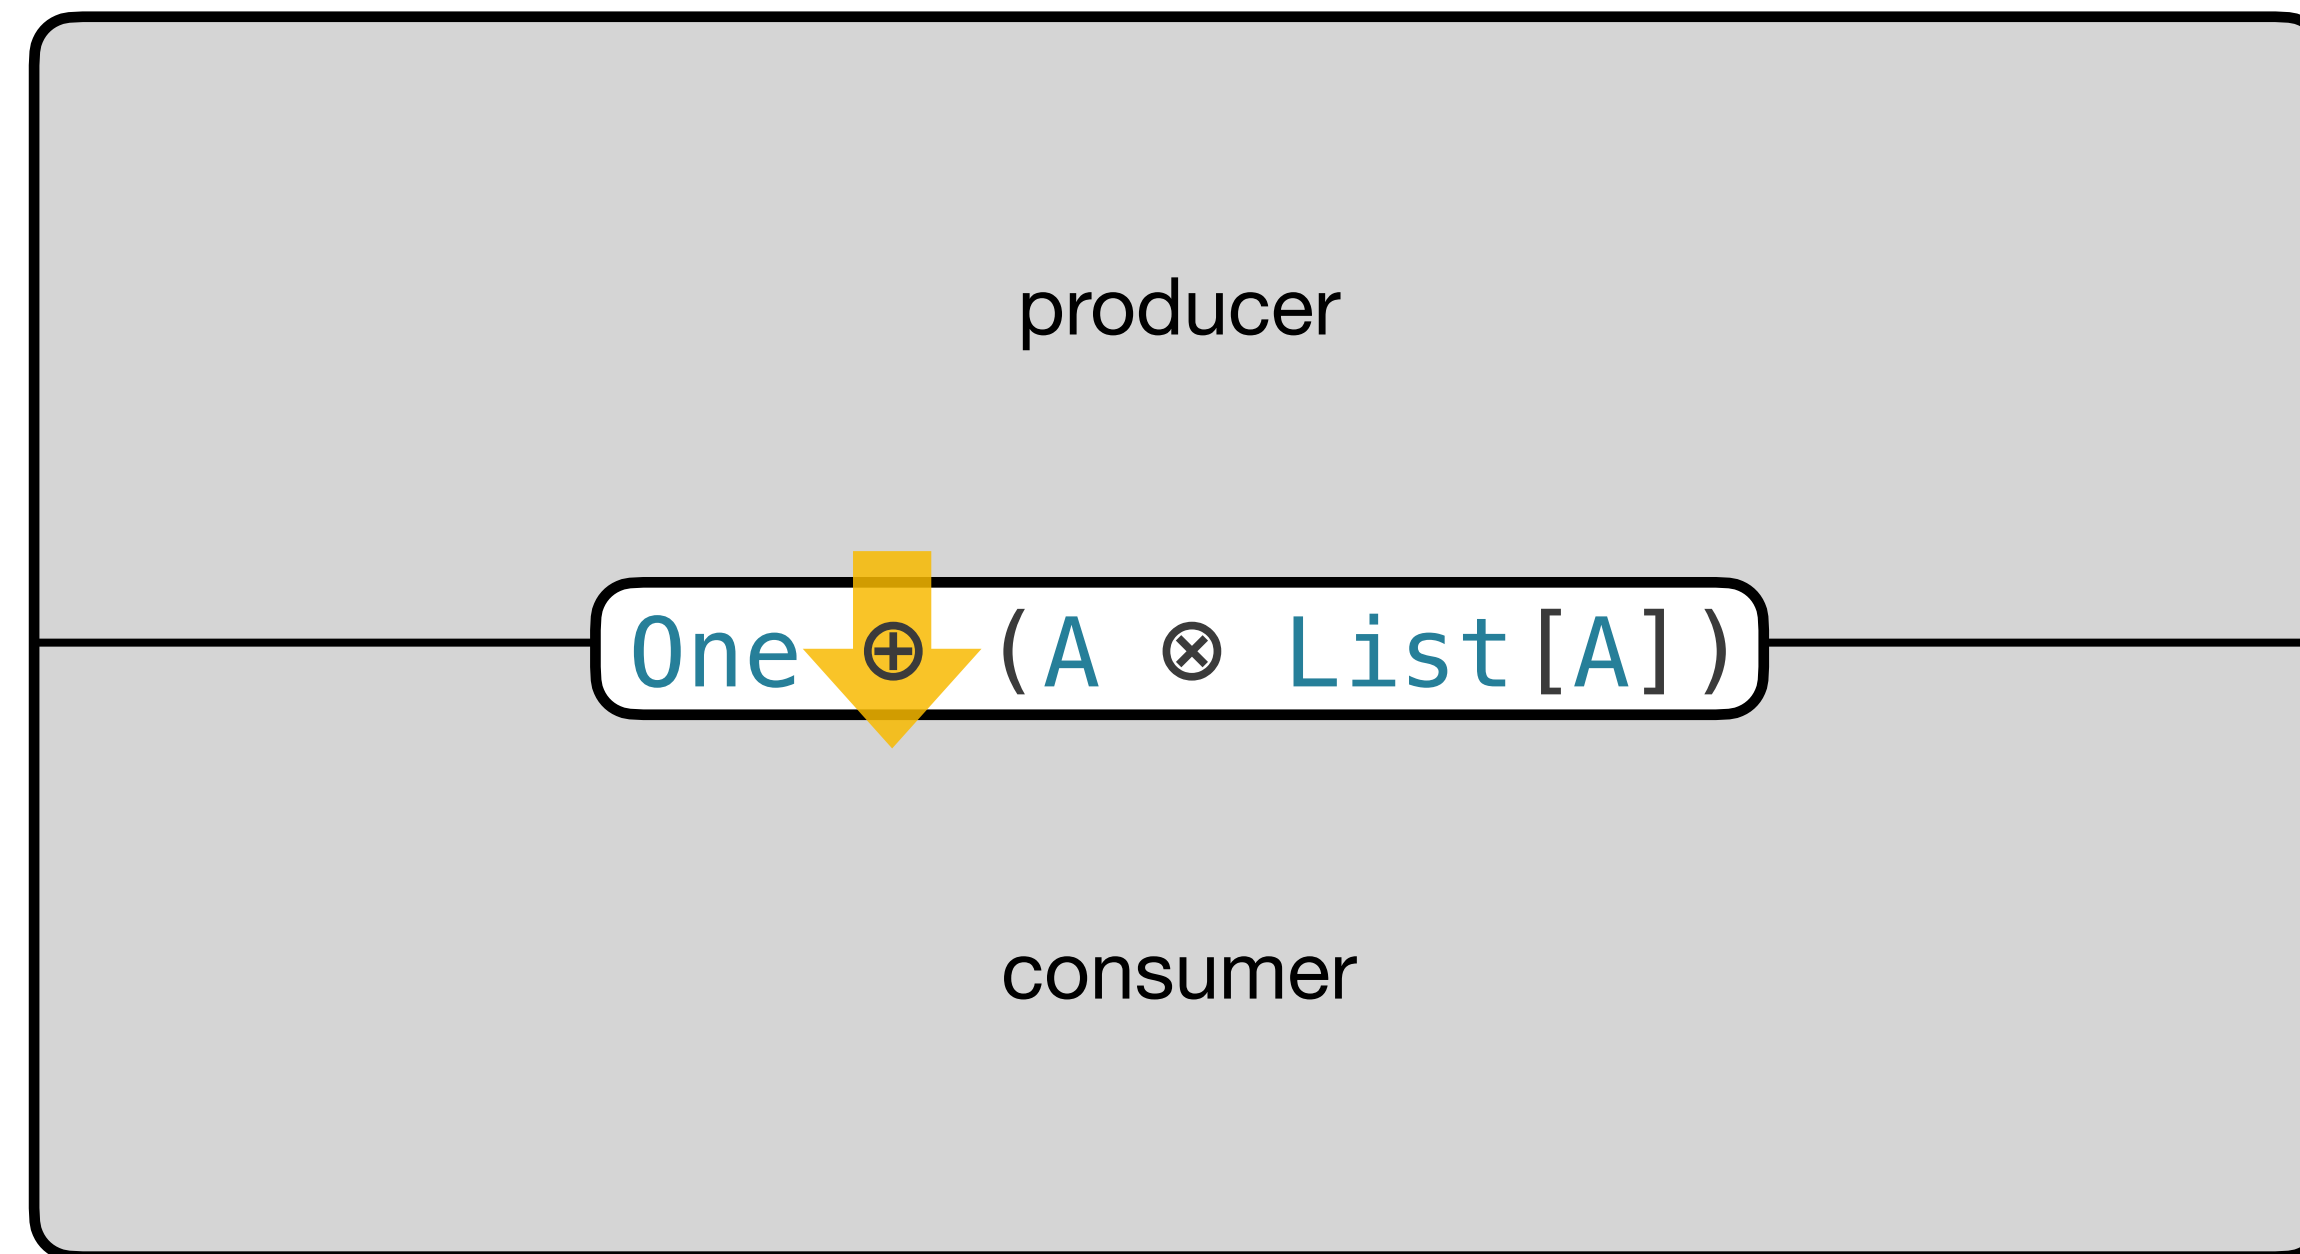 producer
One ⊕ (A ⊗ List[A])
consumer